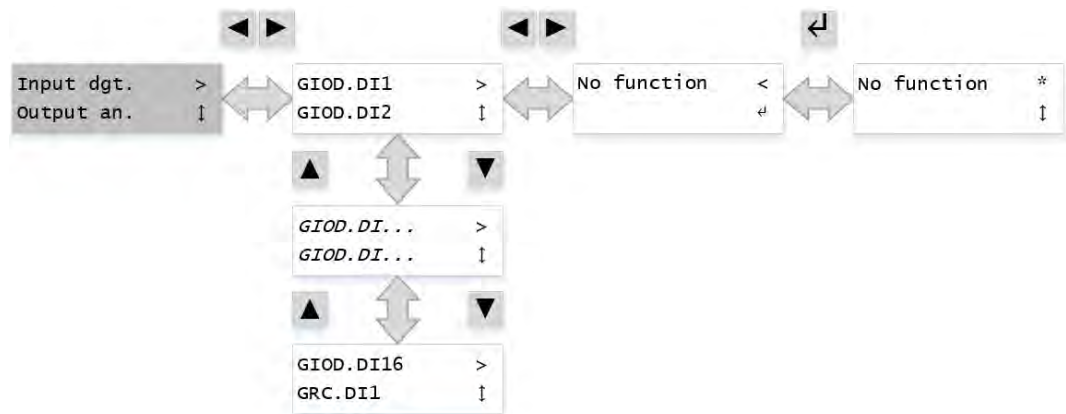 Input dgt. >
Output an. ↕
GIOD.DI1 >
GIOD.DI2 ↕
No function <
↵
No function *
↕
GIOD.DI... >
GIOD.DI... ↕
GIOD.DI16 >
GRC.DI1 ↕